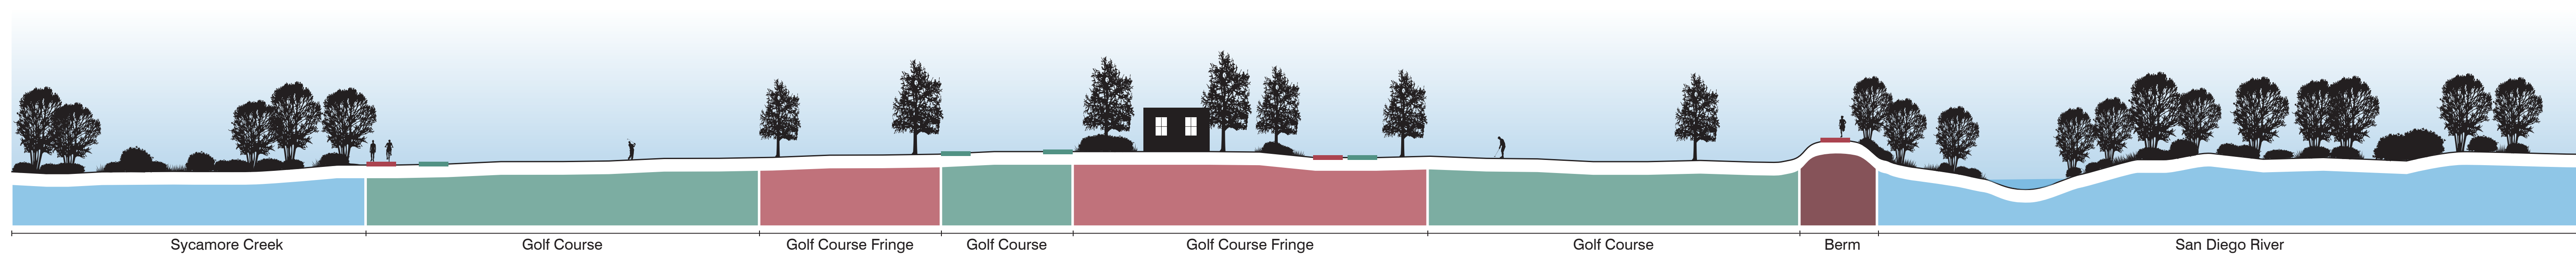 Sycamore Creek
Golf Course
Golf Course Fringe
Golf Course
Golf Course Fringe
Golf Course
Berm
San Diego River